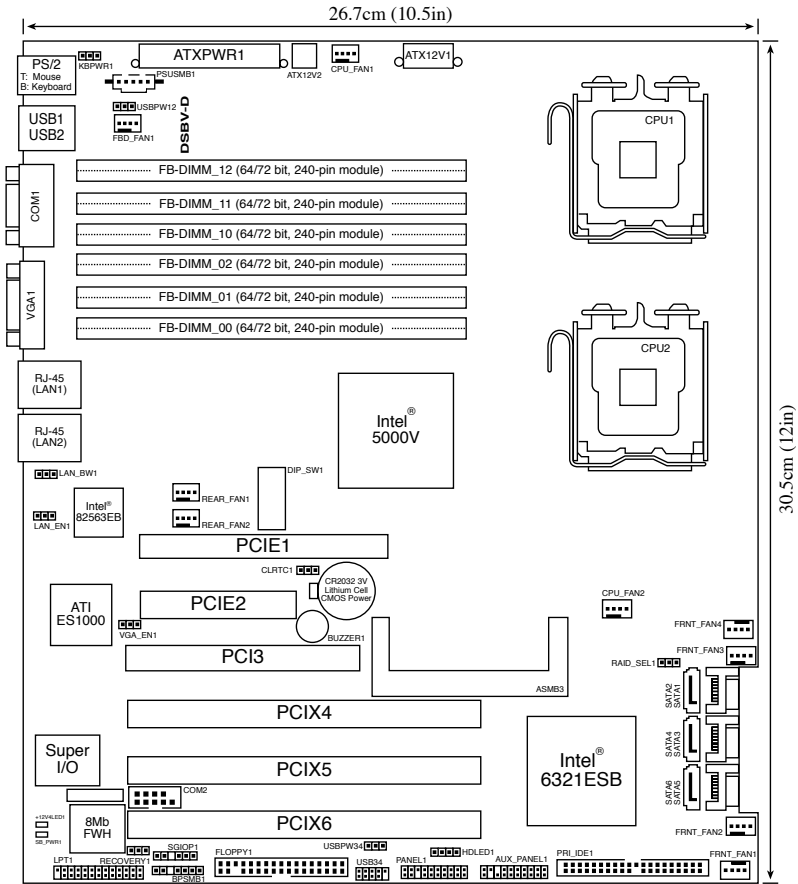 26.7cm (10.5in)
PS/2
T: Mouse
B: Keyboard
KBPWR1
ATXPWR1
PSUSMB1
ATX12V2
CPU_FAN1
ATX12V1
USB1
USB2
USBPW12
FBD_FAN1
DSBV-D
CPU1
COM1
FB-DIMM_12 (64/72 bit, 240-pin module)
FB-DIMM_11 (64/72 bit, 240-pin module)
FB-DIMM_10 (64/72 bit, 240-pin module)
FB-DIMM_02 (64/72 bit, 240-pin module)
VGA1
FB-DIMM_01 (64/72 bit, 240-pin module)
FB-DIMM_00 (64/72 bit, 240-pin module)
CPU2
RJ-45
(LAN1)
RJ-45
(LAN2)
Intel®
5000V
30.5cm (12in)
LAN_BW1
DIP_SW1
Intel®
82563EB
LAN_EN1
REAR_FAN1
REAR_FAN2
PCIE1
CLRTC1
CR2032 3V
Lithium Cell
CMOS Power
ATI
ES1000
PCIE2
VGA_EN1
BUZZER1
CPU_FAN2
FRNT_FAN4
FRNT_FAN3
PCI3
RAID_SEL1
ASMB3
SATA2
SATA1
PCIX4
SATA4
SATA3
Super
I/O
PCIX5
Intel®
6321ESB
SATA6
SATA5
COM2
+12V4LED1
SB_PWR1
8Mb
FWH
PCIX6
FRNT_FAN2
LPT1
RECOVERY1
SGIOP1
BPSMB1
FLOPPY1
USBPW34
USB34
PANEL1
HDLED1
AUX_PANEL1
PRI_IDE1
FRNT_FAN1